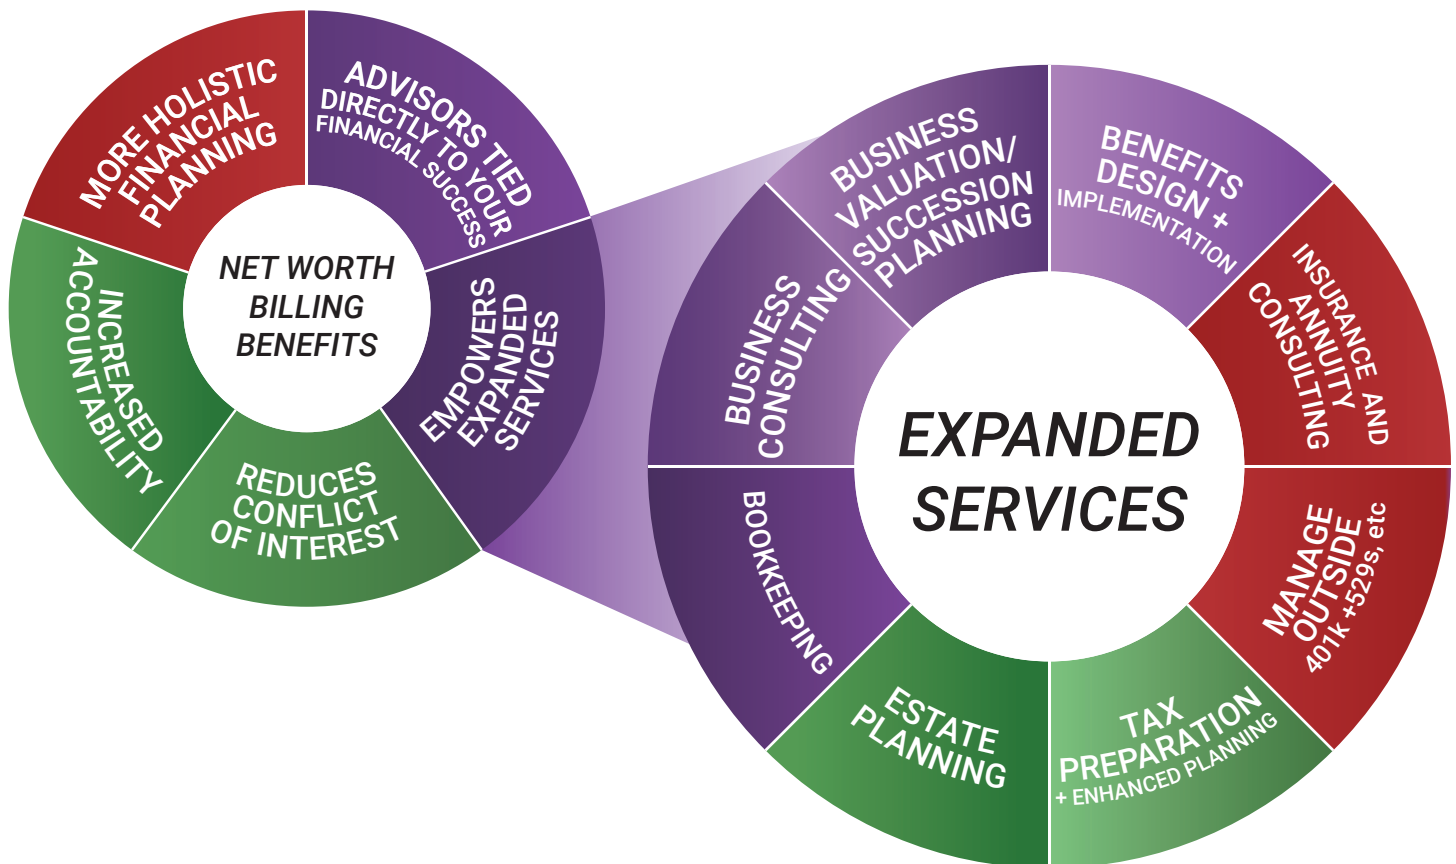 MORE HOLISTIC
FINANCIAL
PLANNING
ADVISORS TIED
DIRECTLY TO YOUR
FINANCIAL SUCCESS
EMPOWERS
EXPANDED
SERVICES
REDUCES
CONFLICT
OF INTEREST
INCREASED
ACCOUNTABILITY
NET WORTH
BILLING
BENEFITS
BUSINESS
VALUATION/
SUCCESSION
PLANNING
BENEFITS
DESIGN +
IMPLEMENTATION
INSURANCE AND
ANNUITY
CONSULTING
MANAGE
OUTSIDE
401k +529s, etc
TAX
PREPARATION
+ ENHANCED PLANNING
ESTATE
PLANNING
BOOKKEEPING
BUSINESS
CONSULTING
EXPANDED
SERVICES